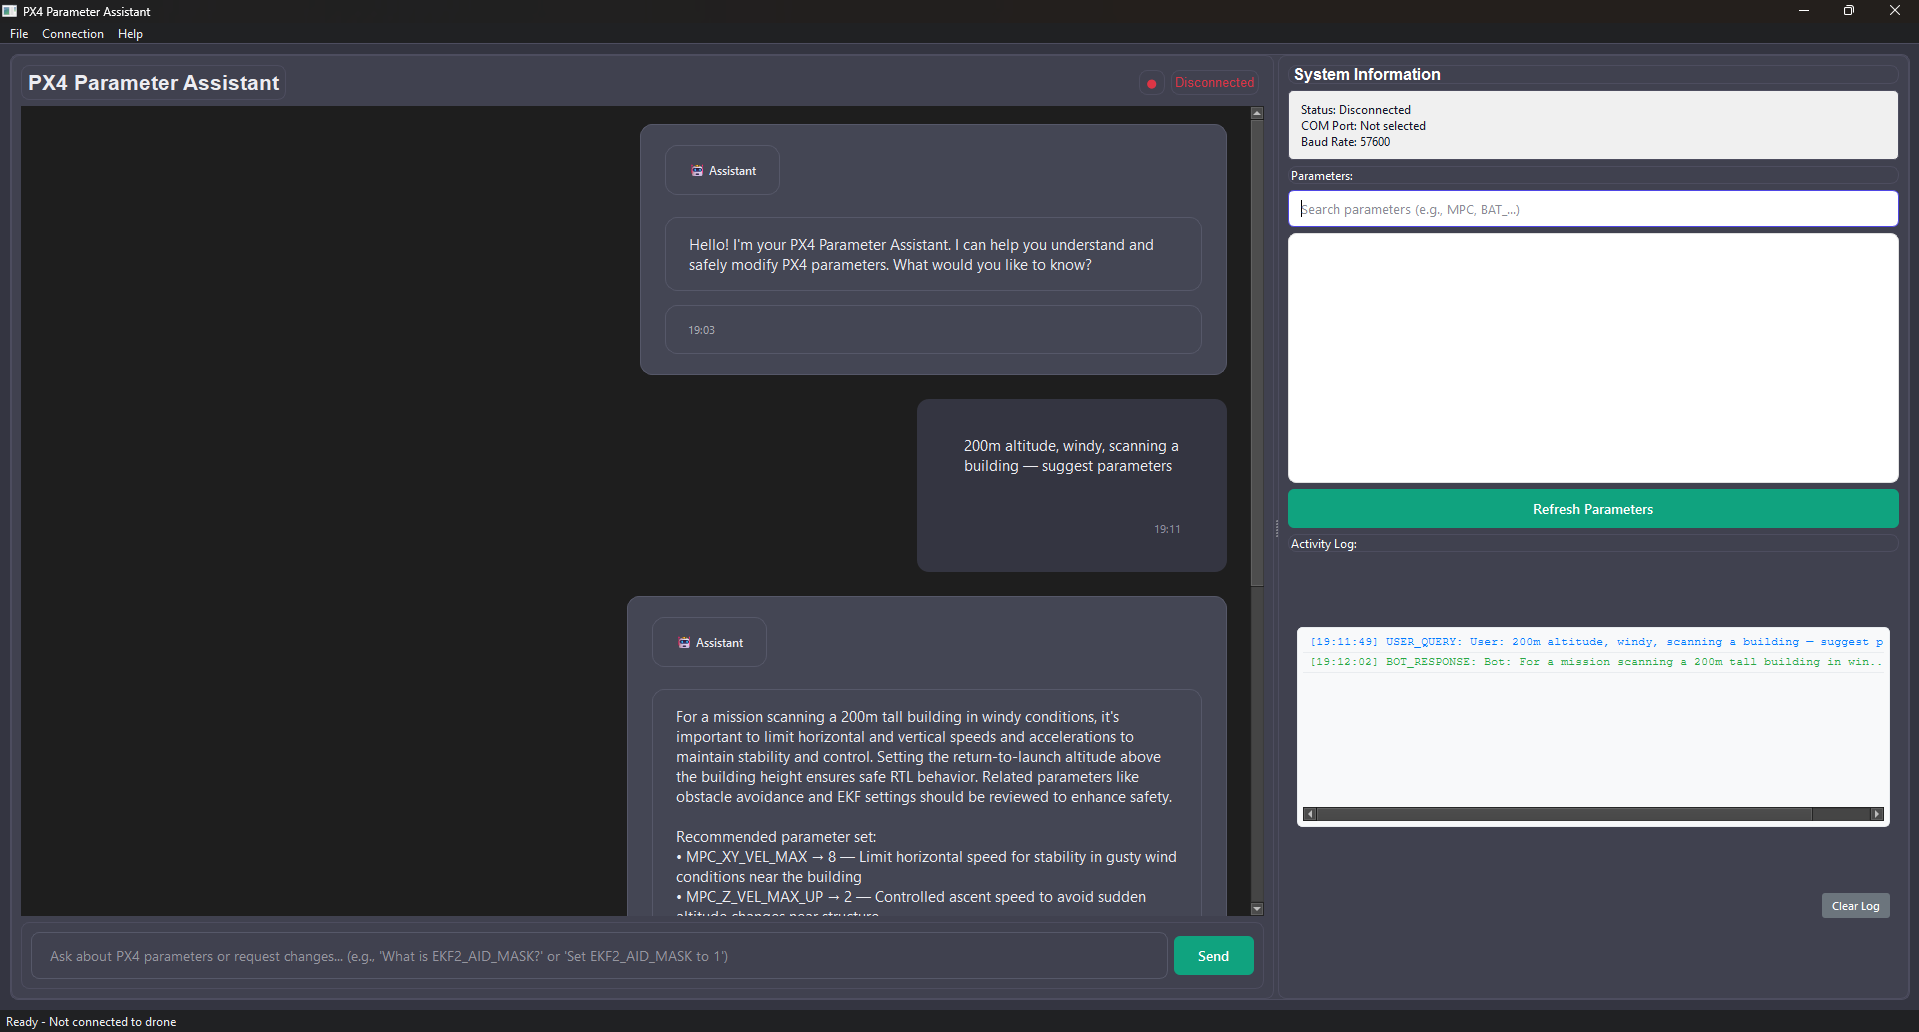 PX4 Parameter Assistant
File Connection Help
PX4 Parameter Assistant
Disconnected
Assistant
Hello! I'm your PX4 Parameter Assistant. I can help you understand and
safely modify PX4 parameters. What would you like to know?
19:03
200m altitude, windy, scanning a
building — suggest parameters
19:11
Assistant
For a mission scanning a 200m tall building in windy conditions, it's
important to limit horizontal and vertical speeds and accelerations to
maintain stability and control. Setting the return-to-launch altitude above
the building height ensures safe RTL behavior. Related parameters like
obstacle avoidance and EKF settings should be reviewed to enhance safety.
Recommended parameter set:
• MPC_XY_VEL_MAX → 8 — Limit horizontal speed for stability in gusty wind
conditions near the building
• MPC_Z_VEL_MAX_UP → 2 — Controlled ascent speed to avoid sudden
altitude changes near structure
Ask about PX4 parameters or request changes... (e.g., 'What is EKF2_AID_MASK?' or 'Set EKF2_AID_MASK to 1')
Send
System Information
Status: Disconnected
COM Port: Not selected
Baud Rate: 57600
Parameters:
Search parameters (e.g., MPC, BAT_...)
Refresh Parameters
Activity Log:
[19:11:49] USER_QUERY: User: 200m altitude, windy, scanning a building — suggest p
[19:12:02] BOT_RESPONSE: Bot: For a mission scanning a 200m tall building in win..
Clear Log
Ready - Not connected to drone